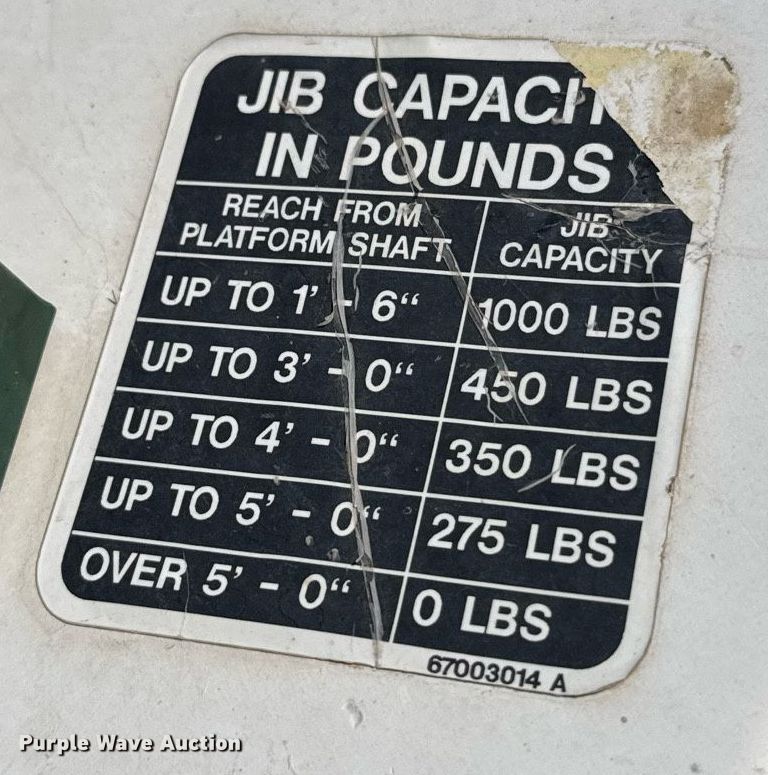 JIB CAPACI
IN POUNDS
REACH FROM
PLATFORM SHAFT
JIB
CAPACITY
UP TO 1' - 6“ 1000 LBS
UP TO 3' - 0“ 450 LBS
UP TO 4' - 0“ 350 LBS
UP TO 5' - 0“ 275 LBS
OVER 5' - 0“ 0 LBS
67003014 A
Purple Wave Auction